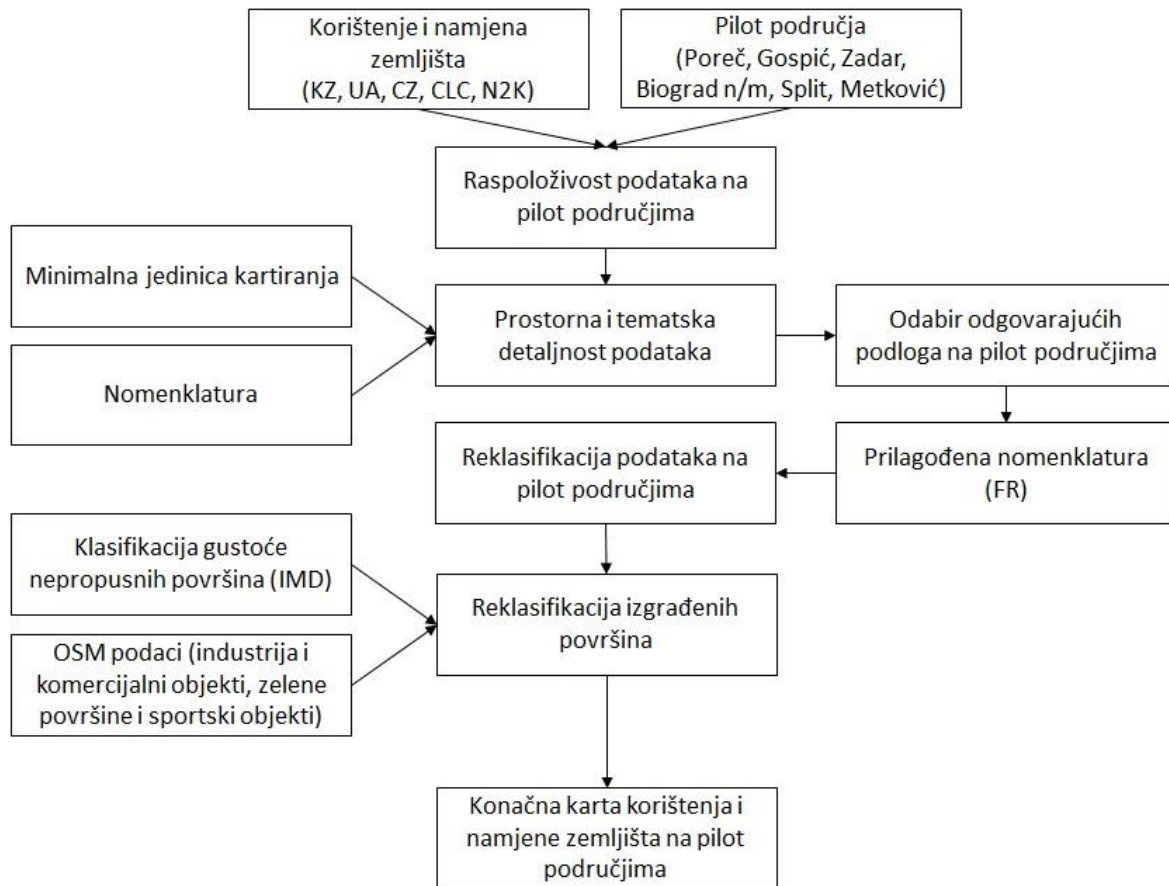 Korištenje i namjena
zemljišta
(KZ, UA, CZ, CLC, N2K)
Pilot područja
(Poreč, Gospić, Zadar,
Biograd n/m, Split, Metković)
Raspoloživost podataka na
pilot područjima
Minimalna jedinica kartiranja
Nomenklatura
Prostorna i tematska
detaljnost podataka
Odabir odgovarajućih
podloga na pilot područjima
Prilagođena nomenklatura
(FR)
Reklasifikacija podataka na
pilot područjima
Klasifikacija gustoće
nepropusnih površina (IMD)
OSM podaci (industrija i
komercijalni objekti, zelene
površine i sportski objekti)
Reklasifikacija izgrađenih
površina
Konačna karta korištenja i
namjene zemljišta na pilot
područjima